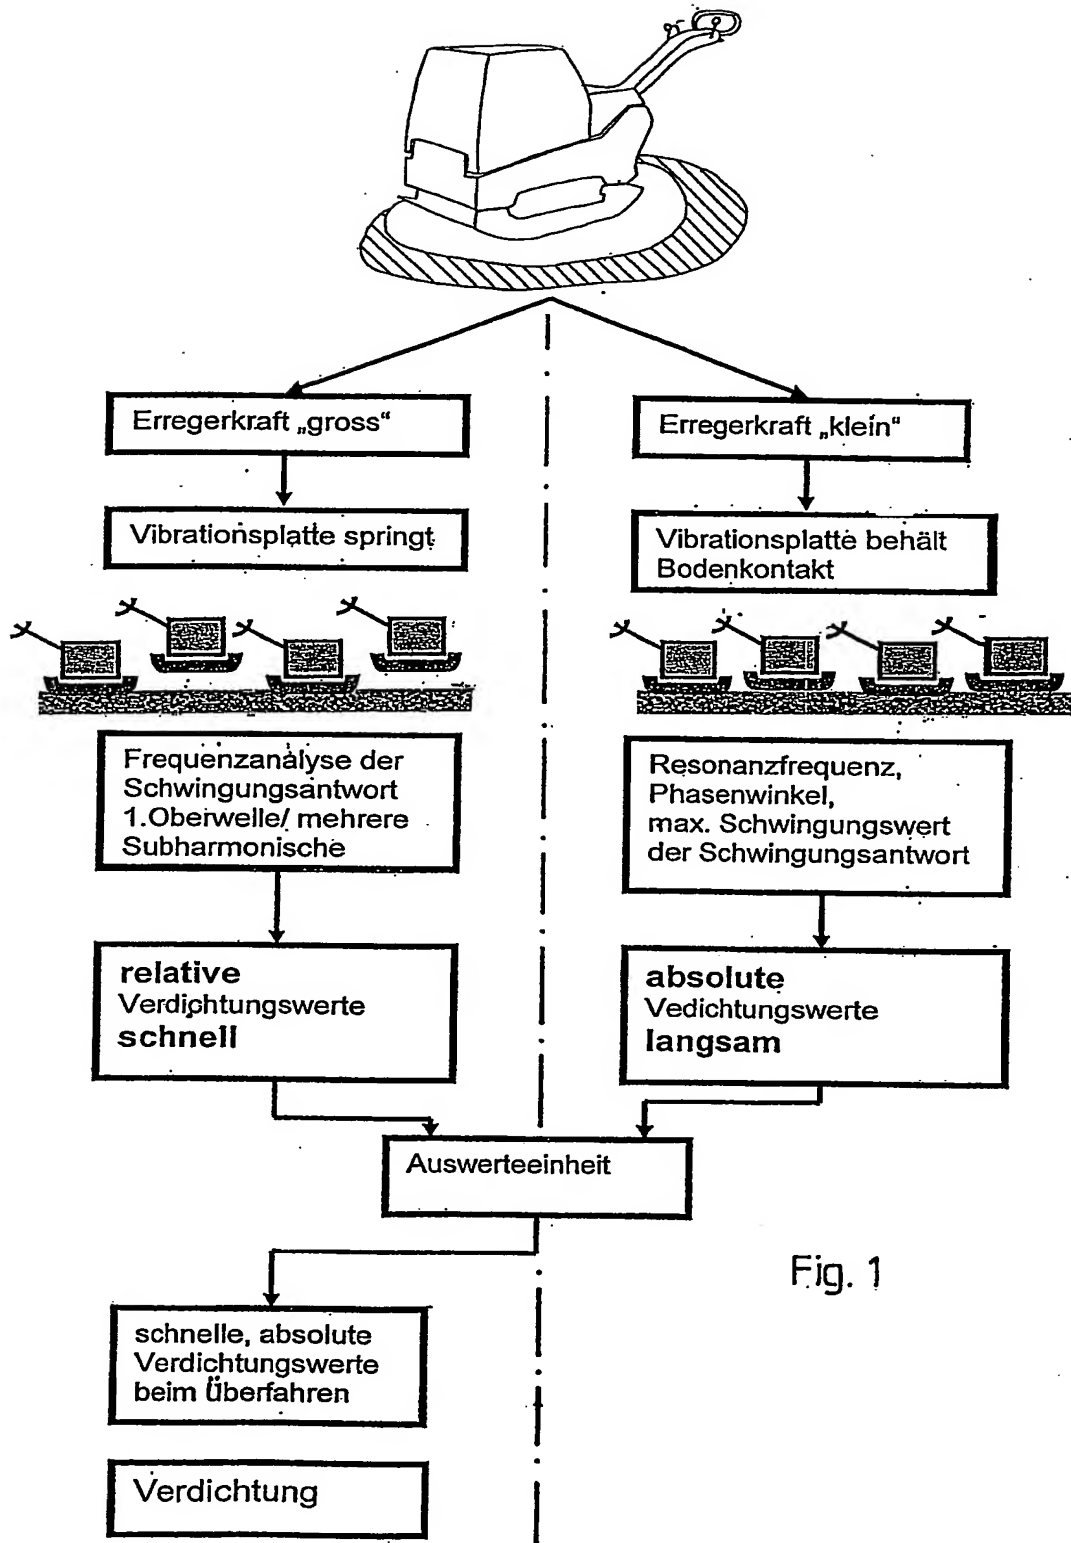 Erregerkraft „gross“
Erregerkraft „klein“
Vibrationsplatte springt
Vibrationsplatte behält
Bodenkontakt
Frequenzanalyse der
Schwingungsantwort
1.Oberwelle/ mehrere
Subharmonische
Resonanzfrequenz,
Phasenwinkel,
max. Schwingungswert
der Schwingungsantwort
relative
Verdichtungswerte
schnell
absolute
Vedichtungswerte
langsam
Auswerteeinheit
schnelle, absolute
Verdichtungswerte
beim Überfahren
Verdichtung
Fig. 1